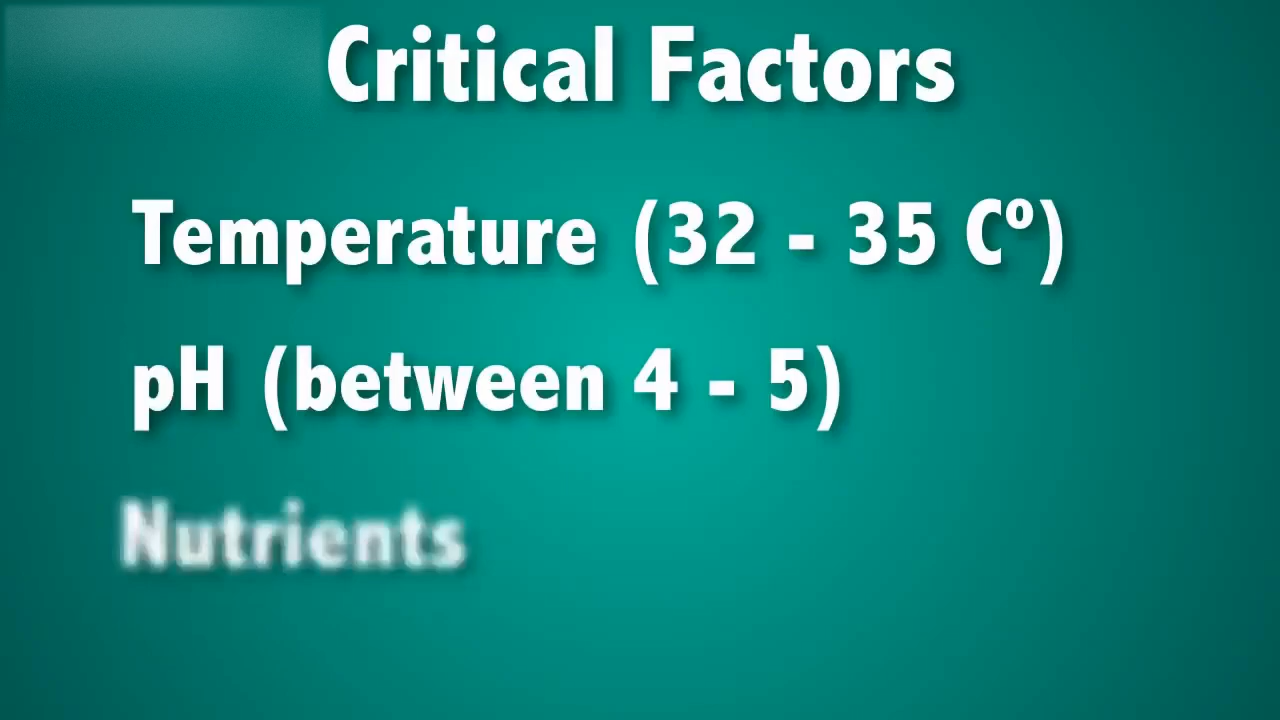 Critical Factors
Temperature (32 - 35 Cº)
pH (between 4 - 5)
Nutrients